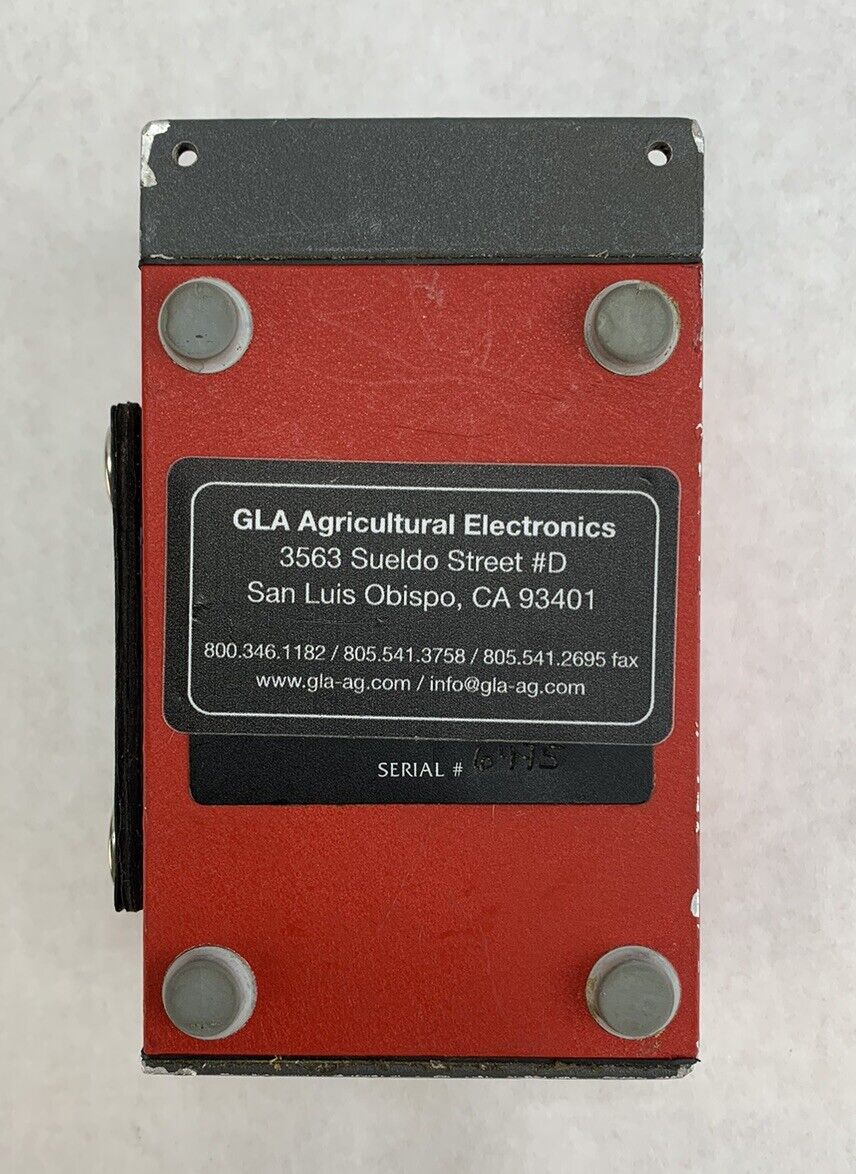 GLA Agricultural Electronics
3563 Sueldo Street #D
San Luis Obispo, CA 93401
800.346.1182 / 805.541.3758 / 805.541.2695 fax
www.gla-ag.com / info@gla-ag.com
SERIAL #